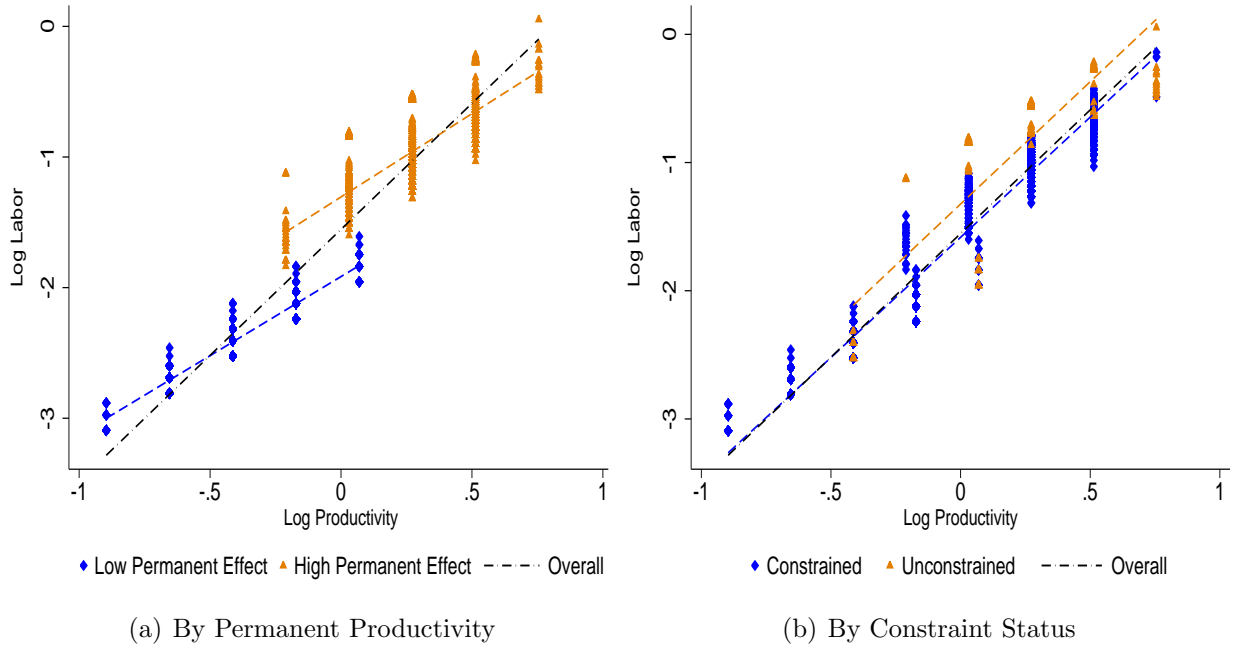 Log Labor
0
-1
-2
-3
-1
-.5
0
.5
1
Log Productivity
Low Permanent Effect
High Permanent Effect
Overall
(a) By Permanent Productivity
Log Labor
0
-1
-2
-3
-1
-.5
0
.5
1
Log Productivity
Constrained
Unconstrained
Overall
(b) By Constraint Status